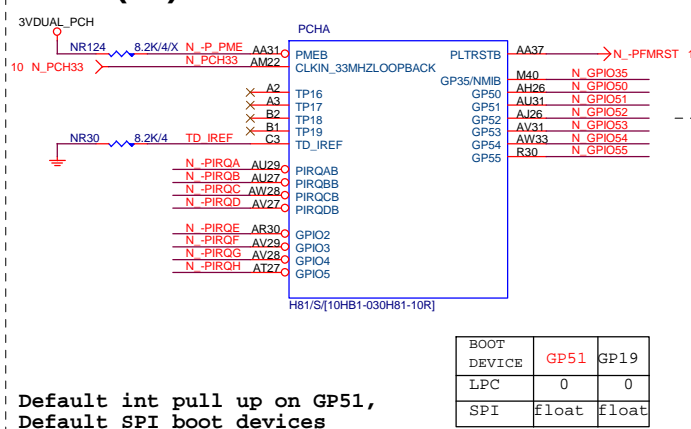 3VDUAL_PCH
PCHA
NR124 8.2K/4/X N_-P_PME AA31 PMEB
10 N_PCH33 N_PCH33 AM22 CLKIN_33MHZLOOPBACK
A2 TP16
A3 TP17
B2 TP18
B1 TP19
NR30 8.2K/4 TD_IREF C3 TD_IREF
N_-PIRQA AU29 PIRQAB
N_-PIRQB AU27 PIRQBB
N_-PIRQC AW28 PIRQCB
N_-PIRQD AV27 PIRQDB
N_-PIRQE AR30 GPIO2
N_-PIRQF AV29 GPIO3
N_-PIRQG AV28 GPIO4
N_-PIRQH AT27 GPIO5
PLTRSTB AA37 N_-PFMRST 1
GP35/NMIB M40 N_GPIO35
GP50 AH26 N_GPIO50
GP51 AU31 N_GPIO51
GP52 AJ26 N_GPIO52
GP53 AV31 N_GPIO53
GP54 AW33 N_GPIO54
GP55 R30 N_GPIO55
H81/S/[10HB1-030H81-10R]
BOOT
DEVICE GP51 GP19
LPC 0 0
SPI float float
Default int pull up on GP51,
Default SPI boot devices